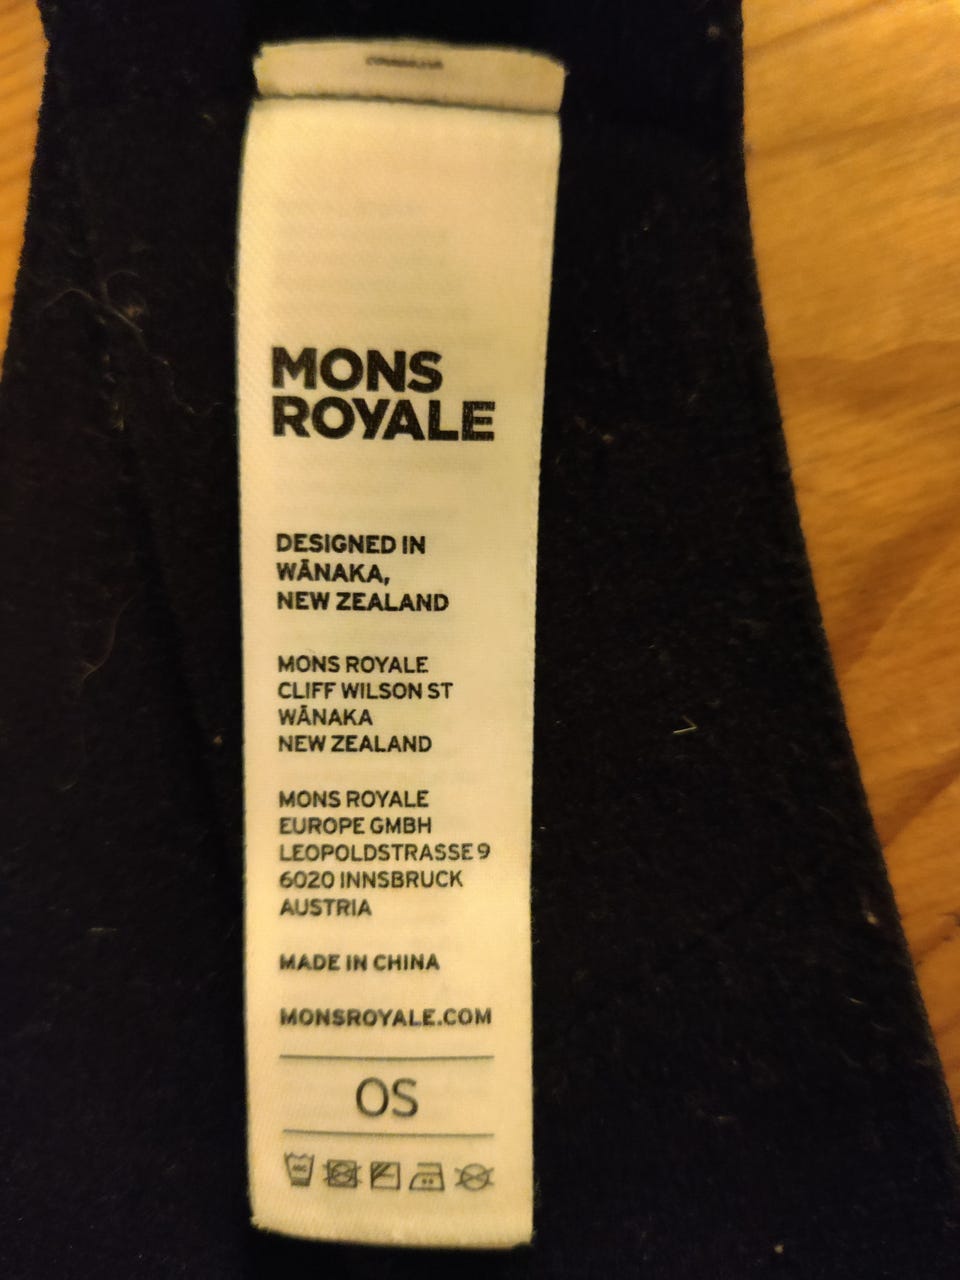 MONS
ROYALE
DESIGNED IN
WĀNAKA,
NEW ZEALAND
MONS ROYALE
CLIFF WILSON ST
WĀNAKA
NEW ZEALAND
MONS ROYALE
EUROPE GMBH
LEOPOLDSTRASSE 9
6020 INNSBRUCK
AUSTRIA
MADE IN CHINA
MONSROYALE.COM
OS